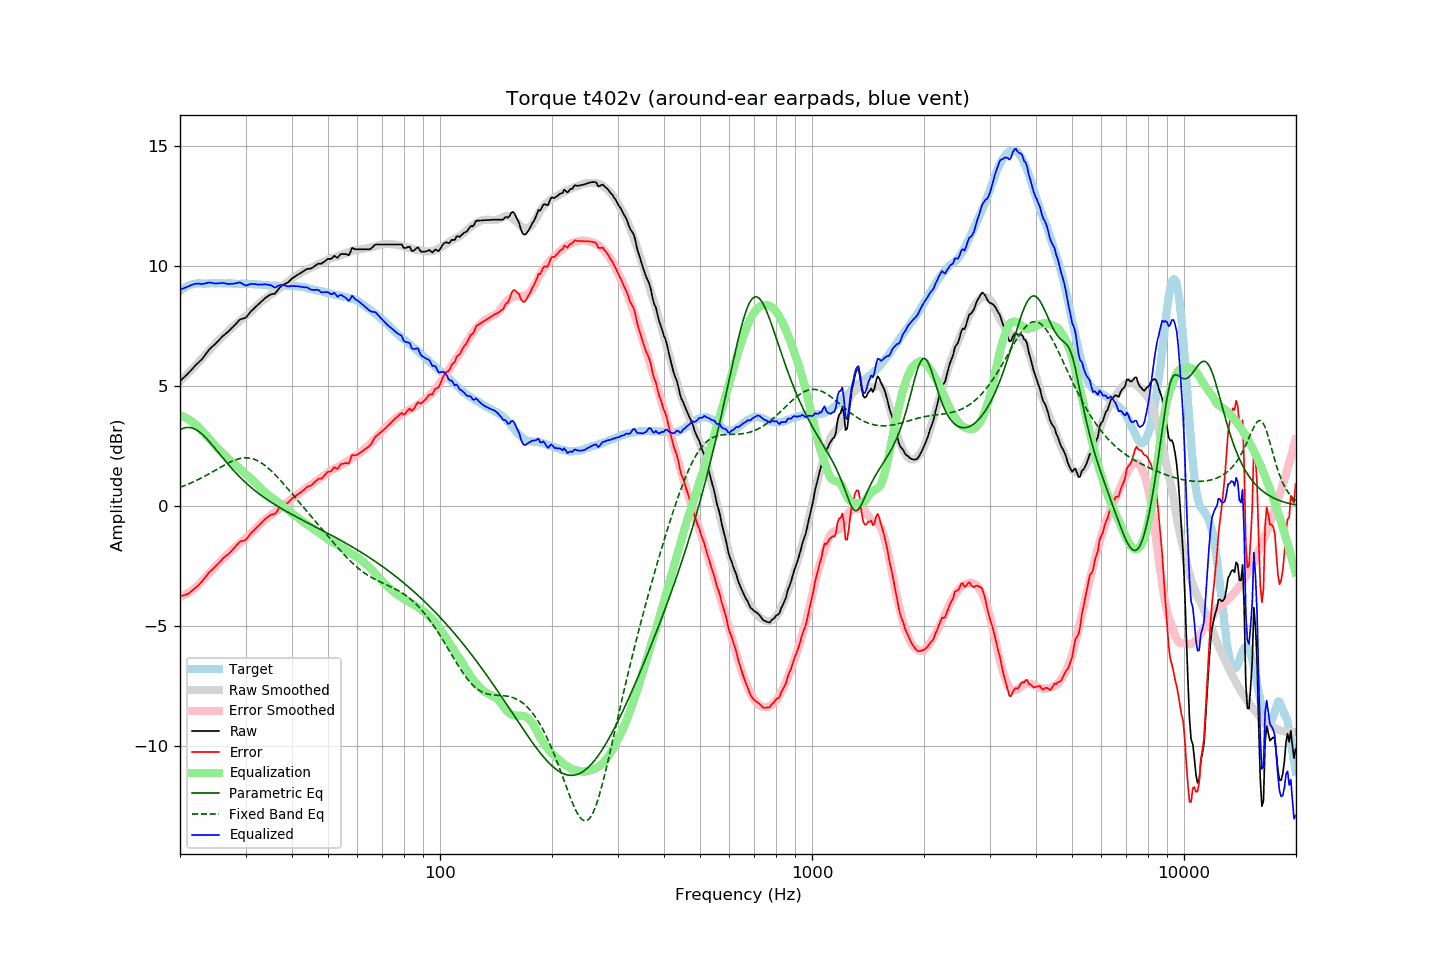 Torque t402v (around-ear earpads, blue vent)
15
10
5
0
−5
−10
Amplitude (dBr)
Target
Raw Smoothed
Error Smoothed
Raw
Error
Equalization
Parametric Eq
Fixed Band Eq
Equalized
100
1000
10000
Frequency (Hz)